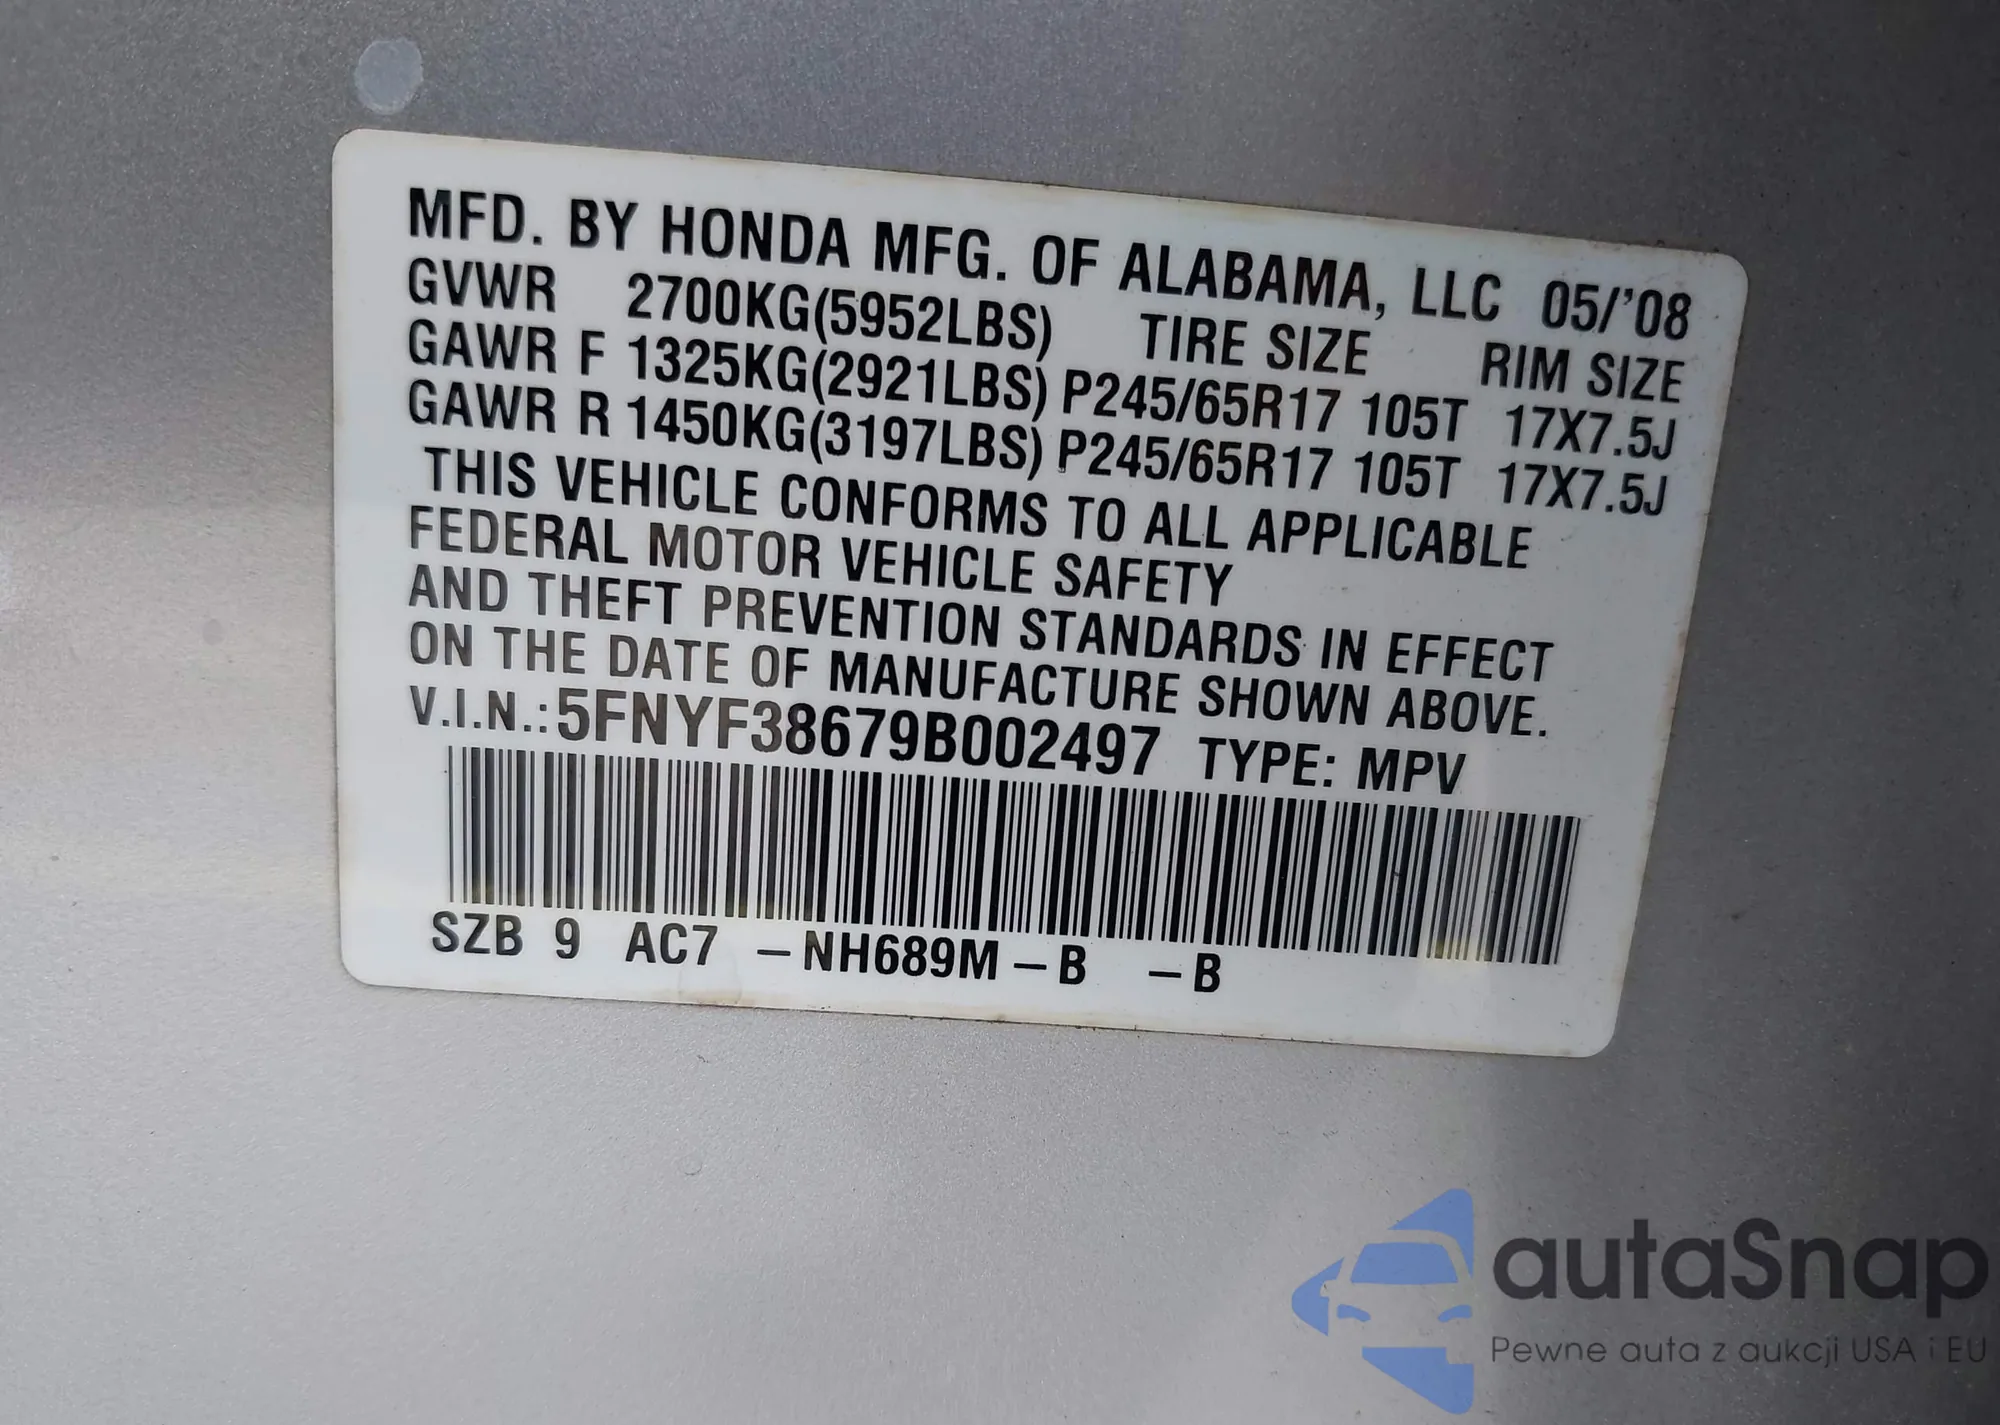 MFD. BY HONDA MFG. OF ALABAMA, LLC 05/'08
GVWR 2700KG(5952LBS) TIRE SIZE RIM SIZE
GAWR F 1325KG(2921LBS) P245/65R17 105T 17X7.5J
GAWR R 1450KG(3197LBS) P245/65R17 105T 17X7.5J
THIS VEHICLE CONFORMS TO ALL APPLICABLE
FEDERAL MOTOR VEHICLE SAFETY
AND THEFT PREVENTION STANDARDS IN EFFECT
ON THE DATE OF MANUFACTURE SHOWN ABOVE.
V.I.N.: 5FNYF38679B002497 TYPE: MPV
SZB 9 AC7 -NH689M-B -B
autaSnap
Pewne auta z aukcji USA i EU